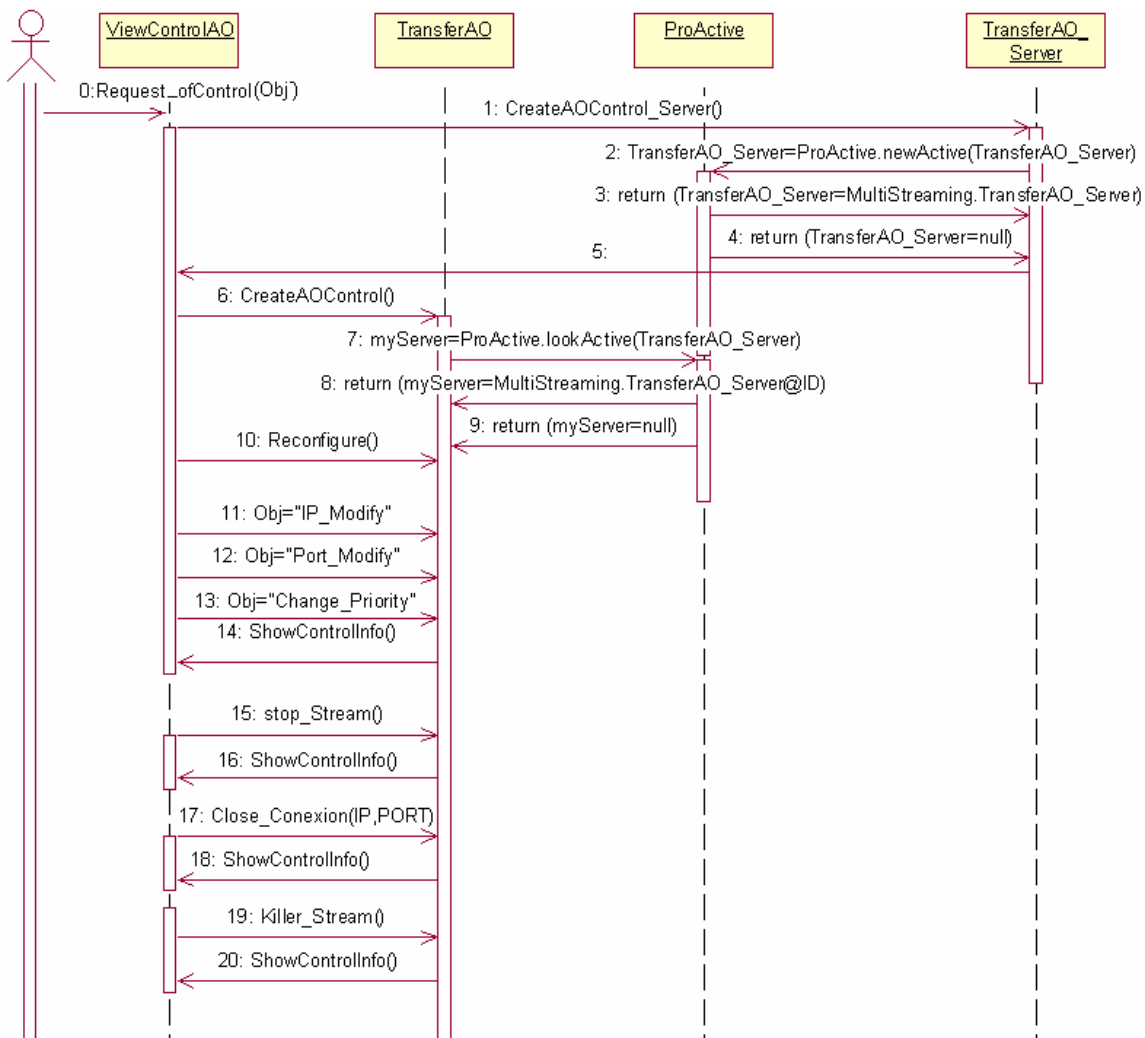 ViewControlAO
TransferAO
ProActive
TransferAO_
Server
0:Request_ofControl(Obj)
1: CreateAOControl_Server()
2: TransferAO_Server=ProActive.newActive(TransferAO_Server)
3: return (TransferAO_Server=MultiStreaming.TransferAO_Server)
4: return (TransferAO_Server=null)
5:
6: CreateAOControl()
7: myServer=ProActive.lookActive(TransferAO_Server)
8: return (myServer=MultiStreaming.TransferAO_Server@ID)
9: return (myServer=null)
10: Reconfigure()
11: Obj="IP_Modify"
12: Obj="Port_Modify"
13: Obj="Change_Priority"
14: ShowControlInfo()
15: stop_Stream()
16: ShowControlInfo()
17: Close_Conexion(IP,PORT)
18: ShowControlInfo()
19: Killer_Stream()
20: ShowControlInfo()